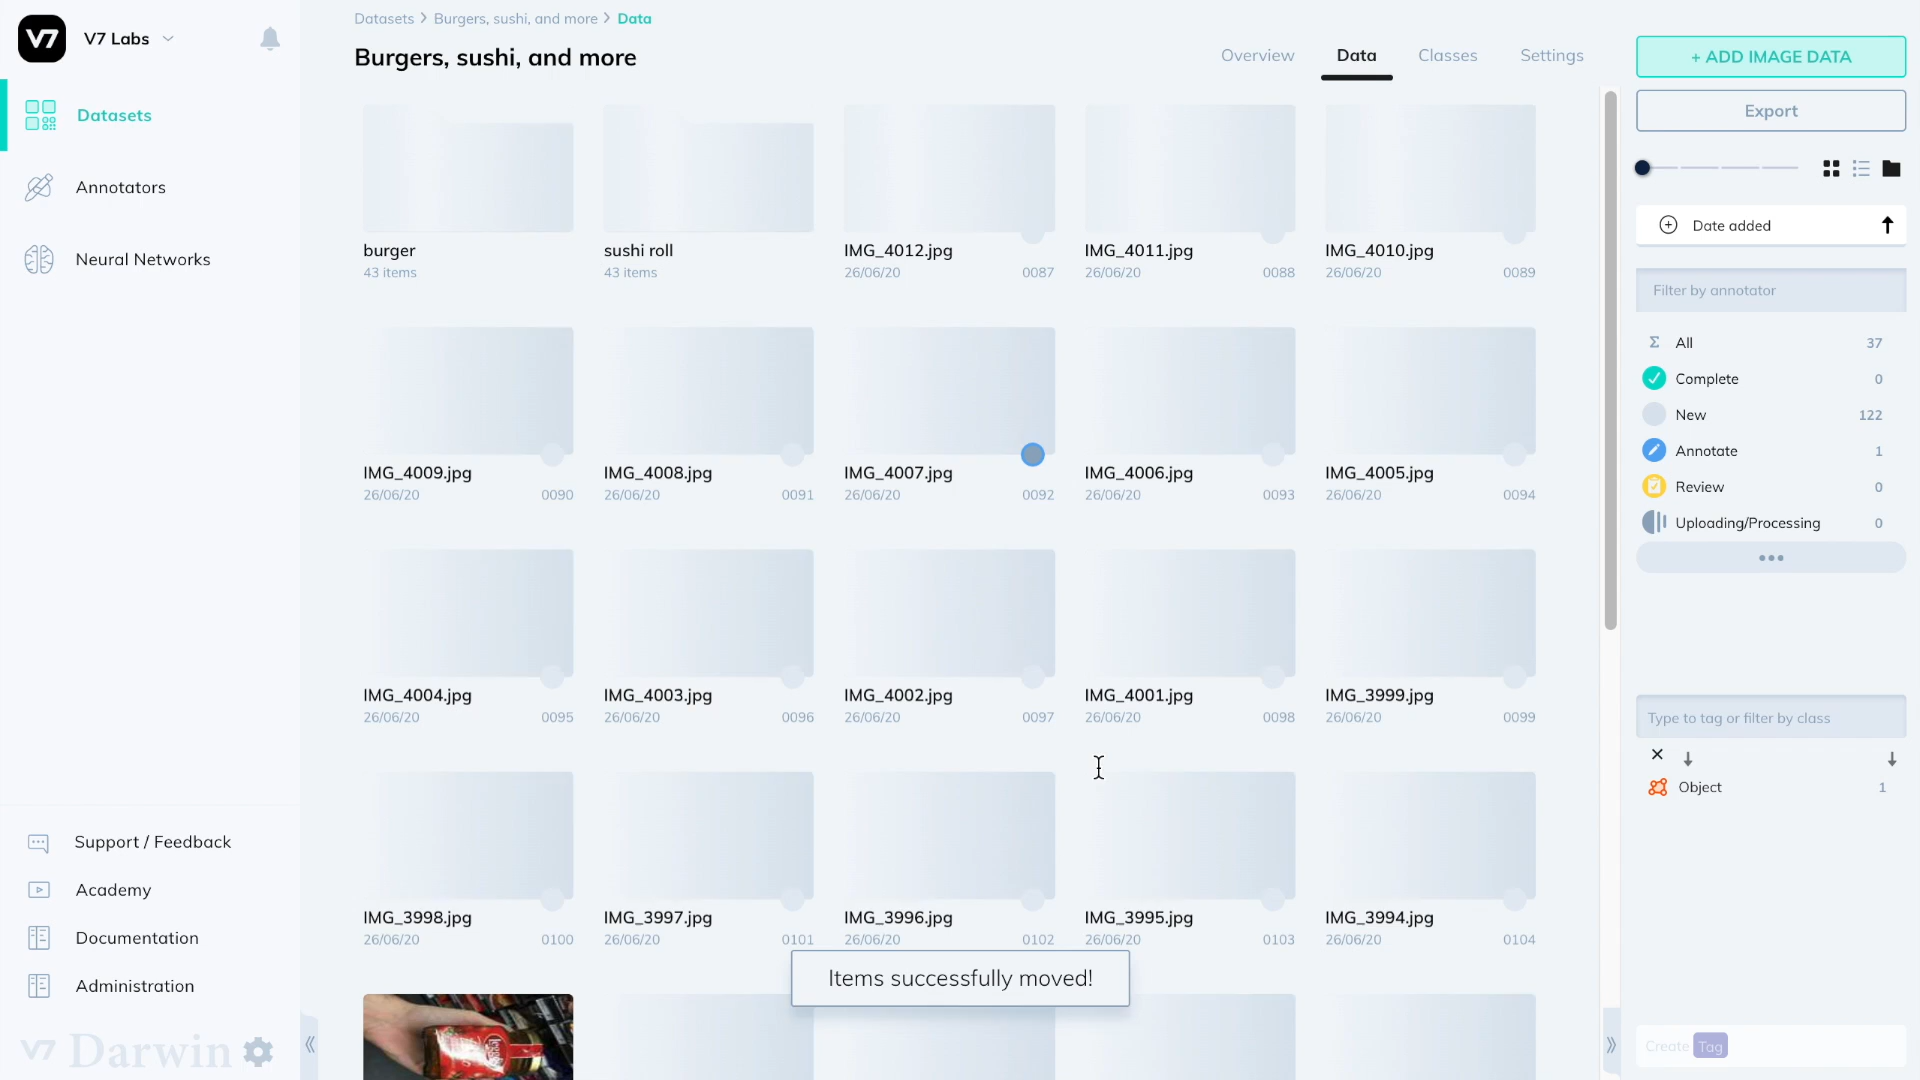 V7 V7 Labs
Datasets
Annotators
Neural Networks
Support / Feedback
Academy
Documentation
Administration
V7 Darwin
Datasets > Burgers, sushi, and more > Data
Burgers, sushi, and more
Overview Data Classes Settings
burger
43 items
sushi roll
43 items
IMG_4012.jpg
26/06/20 0087
IMG_4011.jpg
26/06/20 0088
IMG_4010.jpg
26/06/20 0089
IMG_4009.jpg
26/06/20 0090
IMG_4008.jpg
26/06/20 0091
IMG_4007.jpg
26/06/20 0092
IMG_4006.jpg
26/06/20 0093
IMG_4005.jpg
26/06/20 0094
IMG_4004.jpg
26/06/20 0095
IMG_4003.jpg
26/06/20 0096
IMG_4002.jpg
26/06/20 0097
IMG_4001.jpg
26/06/20 0098
IMG_3999.jpg
26/06/20 0099
IMG_3998.jpg
26/06/20 0100
IMG_3997.jpg
26/06/20 0101
IMG_3996.jpg
26/06/20 0102
IMG_3995.jpg
26/06/20 0103
IMG_3994.jpg
26/06/20 0104
Items successfully moved!
+ ADD IMAGE DATA
Export
Date added
Filter by annotator
Σ All 37
Complete 0
New 122
Annotate 1
Review 0
Uploading/Processing 0
Type to tag or filter by class
Object 1
Create Tag